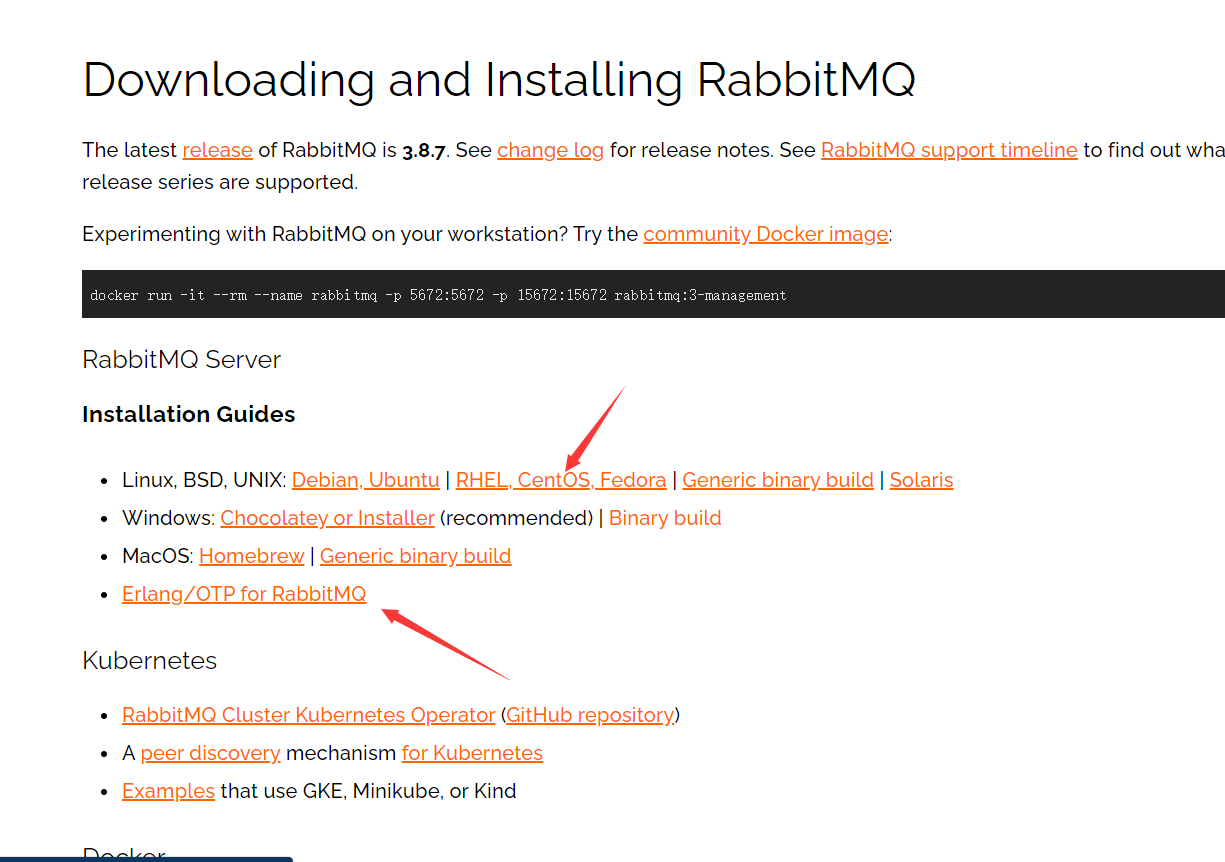 Downloading and Installing RabbitMQ
The latest release of RabbitMQ is 3.8.7. See change log for release notes. See RabbitMQ support timeline to find out wha
release series are supported.
Experimenting with RabbitMQ on your workstation? Try the community Docker image:
docker run -it --rm --name rabbitmq -p 5672:5672 -p 15672:15672 rabbitmq:3-management
RabbitMQ Server
Installation Guides
• Linux, BSD, UNIX: Debian, Ubuntu | RHEL, CentOS, Fedora | Generic binary build | Solaris
• Windows: Chocolatey or Installer (recommended) | Binary build
• MacOS: Homebrew | Generic binary build
• Erlang/OTP for RabbitMQ
Kubernetes
• RabbitMQ Cluster Kubernetes Operator (GitHub repository)
• A peer discovery mechanism for Kubernetes
• Examples that use GKE, Minikube, or Kind
Docker